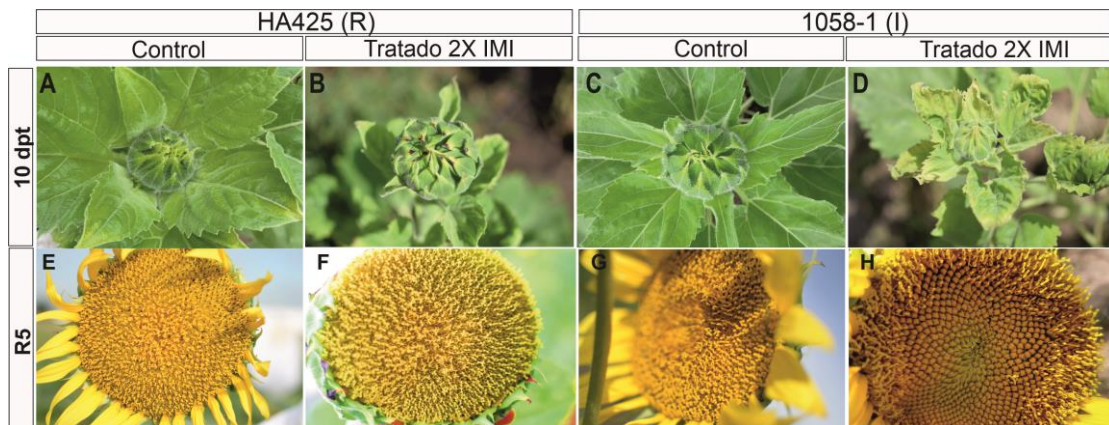 HA425 (R) 1058-1 (I)
Control Tratado 2X IMI Control Tratado 2X IMI
10 dpt A B C D
R5 E F G H